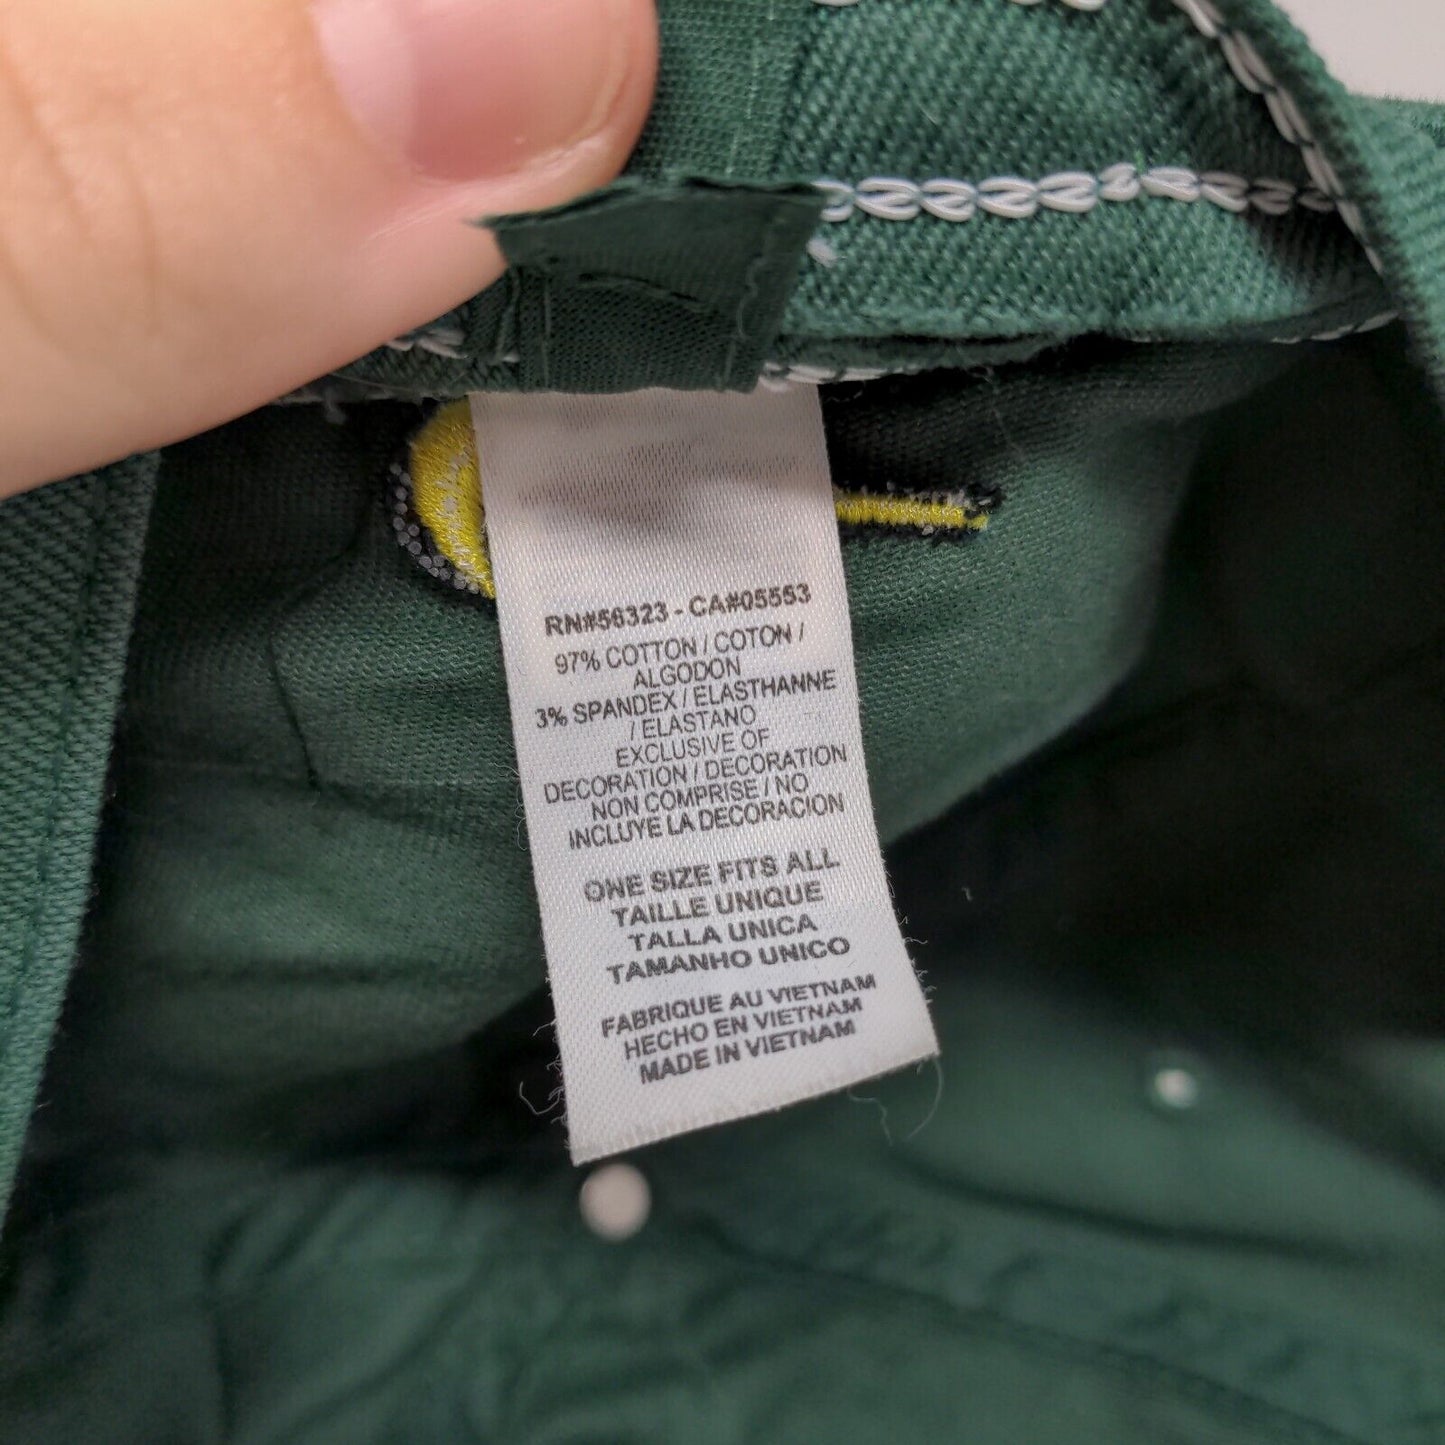 RN#56323 - CA#05553
97% COTTON / COTON /
ALGODON
3% SPANDEX / ELASTHANNE
/ ELASTANO
EXCLUSIVE OF
DECORATION / DECORATION
NON COMPRISE / NO
INCLUYE LA DECORACION
ONE SIZE FITS ALL
TAILLE UNIQUE
TALLA UNICA
TAMANHO UNICO
FABRIQUE AU VIETNAM
HECHO EN VIETNAM
MADE IN VIETNAM